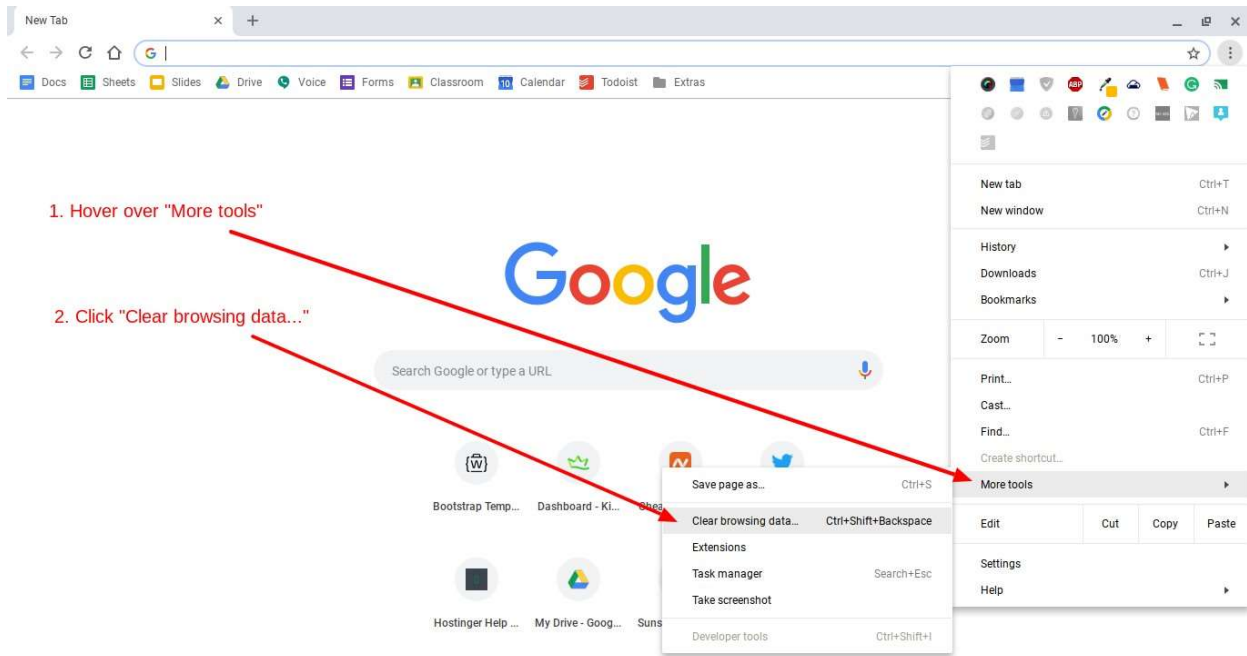 New Tab
Docs Sheets Slides Drive Voice Forms Classroom 10 Calendar Todoist Extras
ABP
New tab Ctrl+T
New window Ctrl+N
1. Hover over "More tools"
History
Google
Downloads Ctrl+J
Bookmarks
2. Click "Clear browsing data..."
Zoom - 100% +
Search Google or type a URL
Print... Ctrl+P
Cast...
Find... Ctrl+F
Create shortcut...
More tools
Edit Cut Copy Paste
Settings
Help
{W}
Bootstrap Temp... Dashboard - Ki...
Hostinger Help ... My Drive - Goog... Suns
Save page as... Ctrl+S
Clear browsing data... Ctrl+Shift+Backspace
Extensions
Task manager Search+Esc
Take screenshot
Developer tools Ctrl+Shift+I